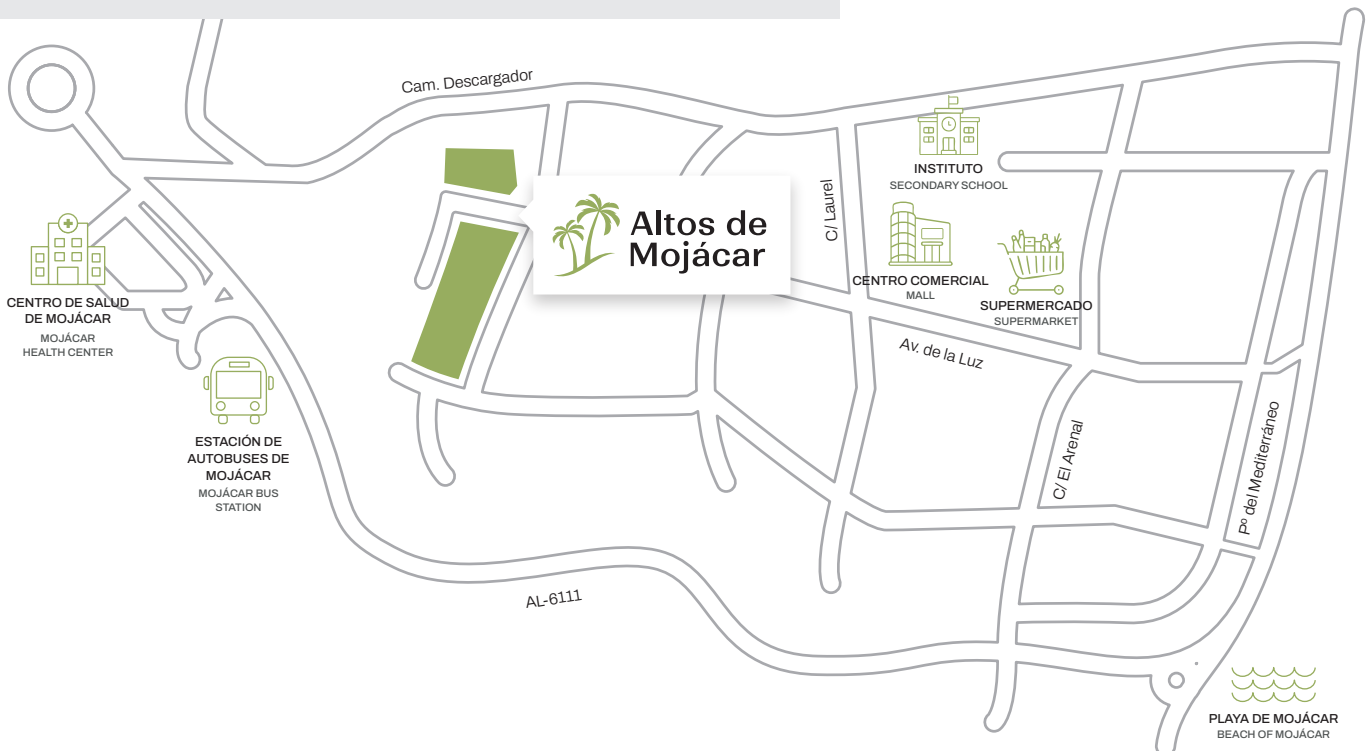 Cam. Descargador
INSTITUTO
SECONDARY SCHOOL
C/ Laurel
Altos de
Mojácar
CENTRO COMERCIAL
MALL
SUPERMERCADO
SUPERMARKET
CENTRO DE SALUD
DE MOJÁCAR
MOJÁCAR
HEALTH CENTER
Av. de la Luz
ESTACIÓN DE
AUTOBUSES DE
MOJÁCAR
MOJÁCAR BUS
STATION
C/ El Arenal
Pº del Mediterráneo
AL-6111
PLAYA DE MOJÁCAR
BEACH OF MOJÁCAR